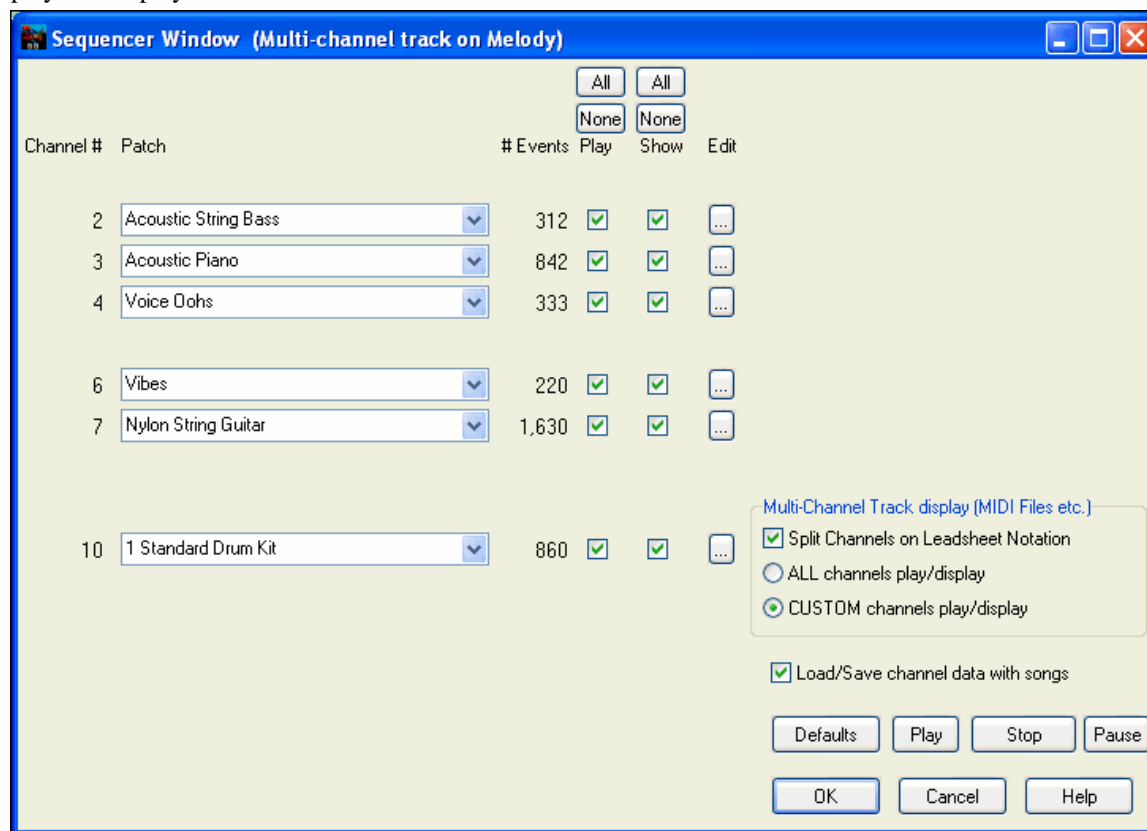 Sequencer Window (Multi-channel track on Melody)
All All
None None
Channel # Patch # Events Play Show Edit
2 Acoustic String Bass 312 ...
3 Acoustic Piano 842 ...
4 Voice Oohs 333 ...
6 Vibes 220 ...
7 Nylon String Guitar 1,630 ...
10 1 Standard Drum Kit 860 ...
Multi-Channel Track display (MIDI Files etc.)
Split Channels on Leadsheet Notation
ALL channels play/display
CUSTOM channels play/display
Load/Save channel data with songs
Defaults Play Stop Pause
OK Cancel Help